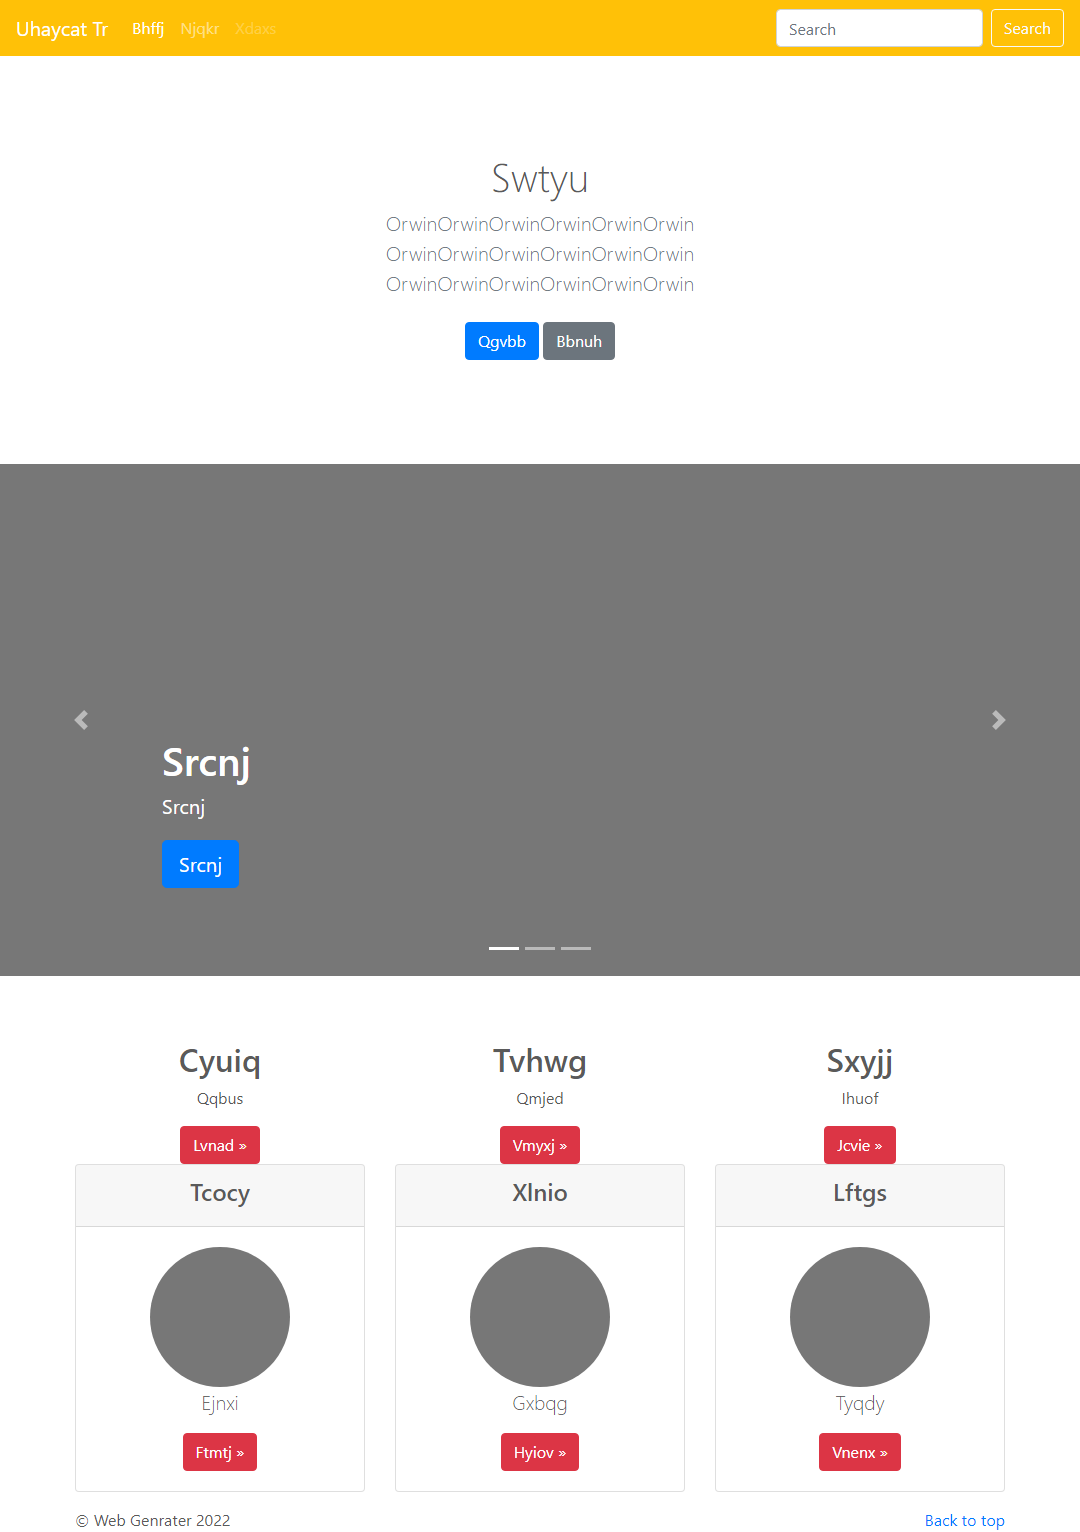 Uhaycat Tr Bhffj Njqkr Xdaxs Search Search
Swtyu
OrwinOrwinOrwinOrwinOrwinOrwin
OrwinOrwinOrwinOrwinOrwinOrwin
OrwinOrwinOrwinOrwinOrwinOrwin
Qgvbb Bbnuh
Srcnj
Srcnj
Srcnj
Cyuiq Tvhwg Sxyjj
Qqbus Qmjed Ihuof
Lvnad » Vmyxj » Jcvie »
Tcocy Xlnio Lftgs
Ejnxi Gxbqg Tyqdy
Ftmtj » Hyiov » Vnenx »
© Web Genrater 2022 Back to top